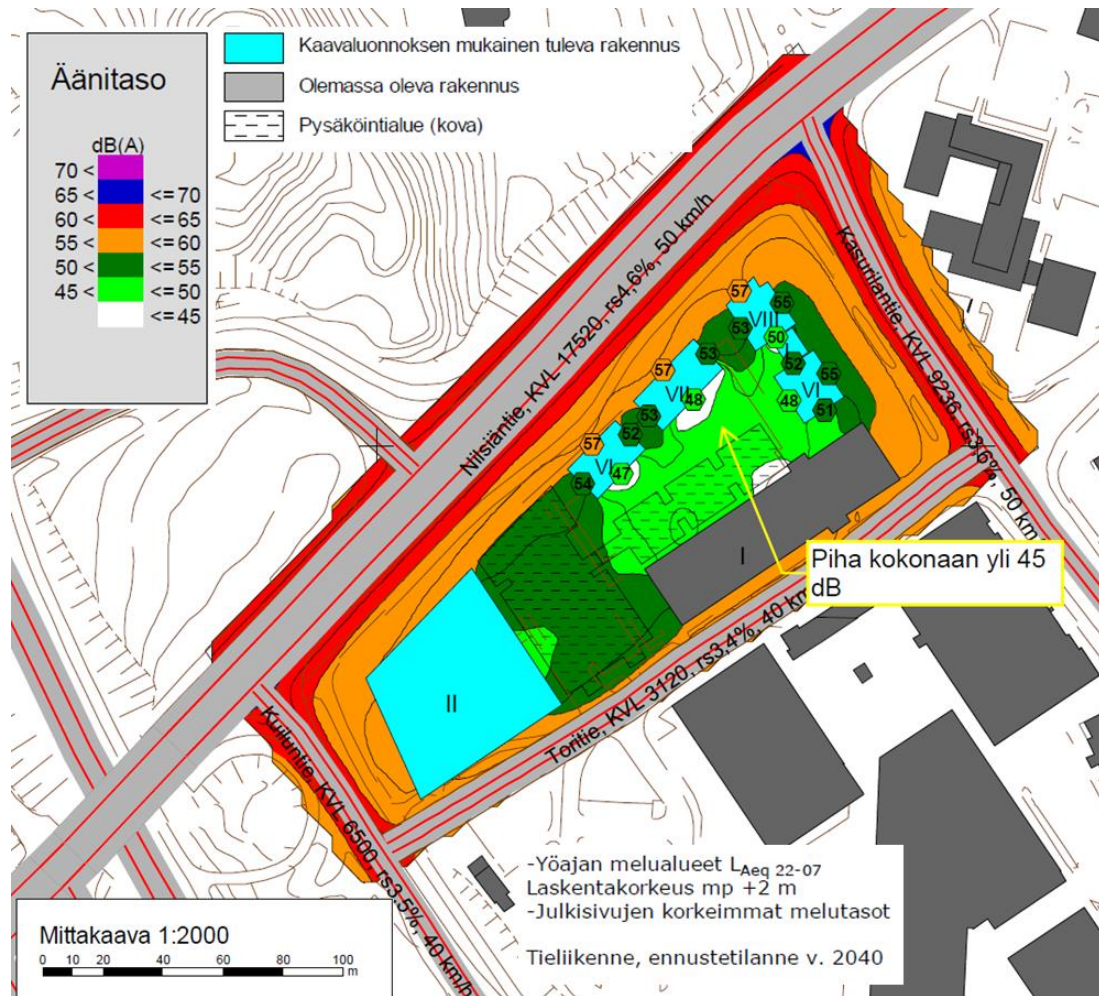 Äänitaso
dB(A)
70 <
65 < <= 70
60 < <= 65
55 < <= 60
50 < <= 55
45 < <= 50
<= 45
Kaavaluonnoksen mukainen tuleva rakennus
Olemassa oleva rakennus
Pysäköintialue (kova)
Nilsiäntie, KVL 17520, rs4,6%, 50 km/h
Kasurilantie, KVL 9236, rs3,6%, 50 km
I
57
55
VIII
53
50
I
52
53
57
55
VII
48
48
VI
51
53
52
57
VI
47
54
I
Piha kokonaan yli 45
dB
II
Toritie, KVL 3120, rs3,4%, 40 km
Kuiluntie, KVL 6500, rs3,5%, 40 km/h
-Yöajan melualueet LAeq 22-07
Laskentakorkeus mp +2 m
-Julkisivujen korkeimmat melutasot
Tieliikenne, ennustetilanne v. 2040
Mittakaava 1:2000
0 10 20 40 60 80 100
m